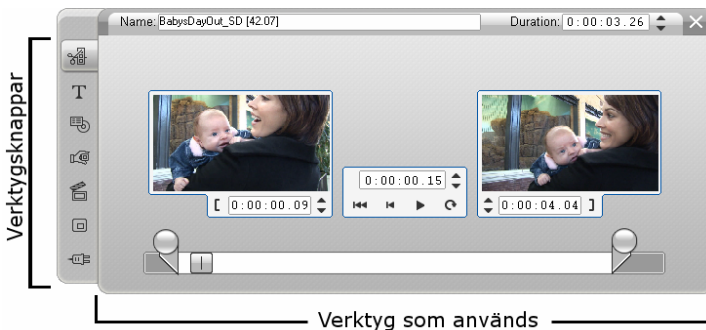 Name: BabysDayOut_SD [42.07]
Duration: 0:00:03.26
Verktygsknappar
T
0:00:00.15
[ 0:00:00.09
0:00:04.04 ]
Verktyg som används